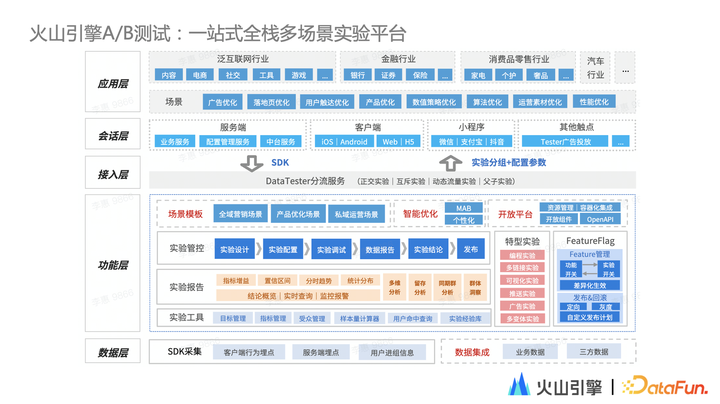 火山引擎A/B测试：一站式全栈多场景实验平台
应用层
泛互联网行业
内容
电商
社交
工具
游戏
...
金融行业
银行
证券
保险
...
消费品零售行业
家电
个护
奢品
...
汽车
行业
...
场景
广告优化
落地页优化
用户触达优化
产品优化
数值策略优化
算法优化
运营素材优化
性能优化
会话层
服务端
业务服务
配置管理服务
中台服务
客户端
iOS | Android
Web | H5
小程序
微信 | 支付宝 | 抖音
其他触点
Tester广告投放
...
接入层
SDK
实验分组+配置参数
DataTester分流服务 （正交实验 | 互斥实验 | 动态流量实验 | 父子实验）
功能层
场景模板
全域营销场景
产品优化场景
私域运营场景
智能优化
MAB
个性化
开放平台
资源管理 | 容器化集成
开放组件
OpenAPI
实验管控
实验设计
实验配置
实验调试
数据报告
实验结论
发布
实验报告
指标增益
置信区间
分时趋势
统计分布
结论概览 | 实时查询 | 监控报警
多维
分析
留存
分析
同期群
分析
群体
洞察
实验工具
目标管理
指标管理
受众管理
样本量计算器
用户命中查询
实验经验库
特型实验
编程实验
多链接实验
可视化实验
推送实验
广告实验
多变体实验
FeatureFlag
Feature管理
功能
开关
实验
开关
差异化生效
发布&回滚
定向
灰度
自定义发布计划
数据层
SDK采集
客户端行为埋点
服务端埋点
用户进组信息
数据集成
业务数据
三方数据
火山引擎
DataFun.